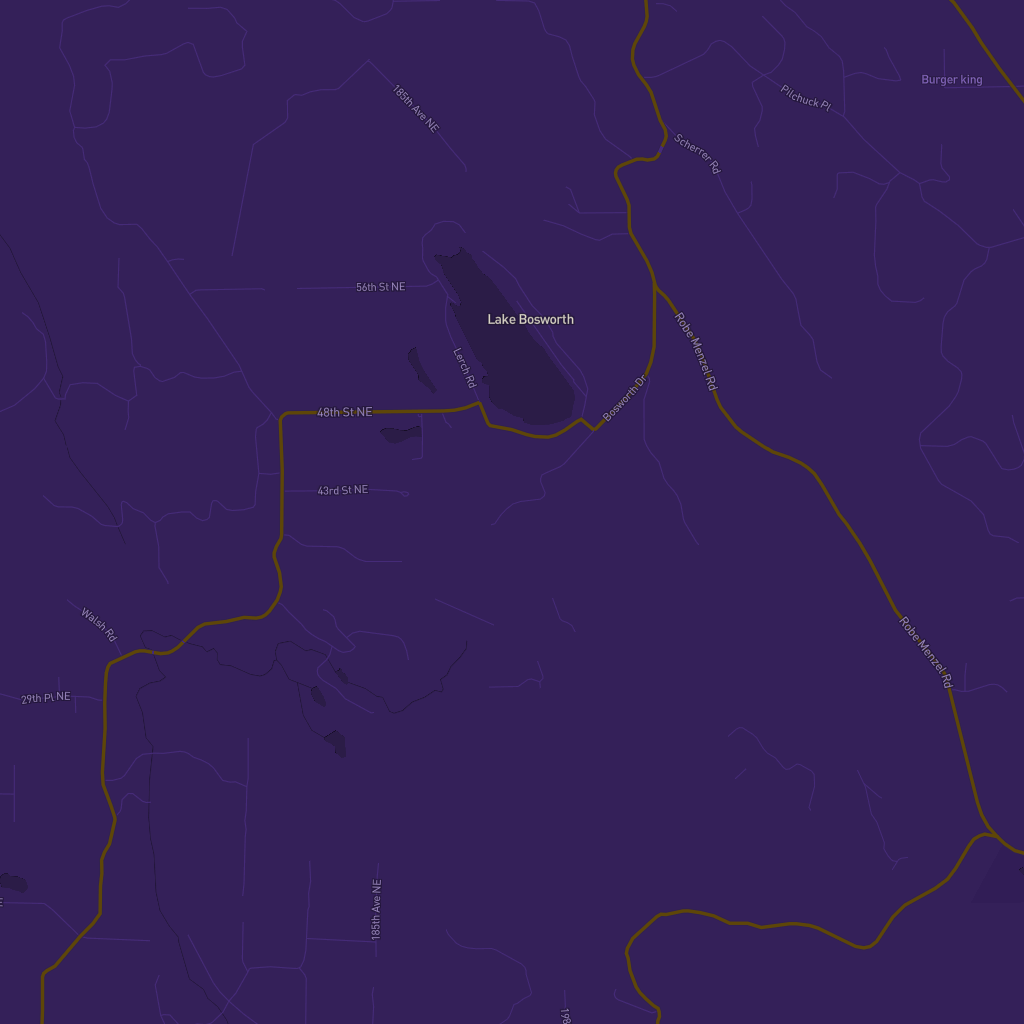 Burger king
Pilchuck Pl
185th Ave NE
Scherrer Rd
56th St NE
Lake Bosworth
Robe Menzel Rd
Lerch Rd
Bosworth Dr
48th St NE
43rd St NE
Walsh Rd
Robe Menzel Rd
29th Pl NE
185th Ave NE
E
198